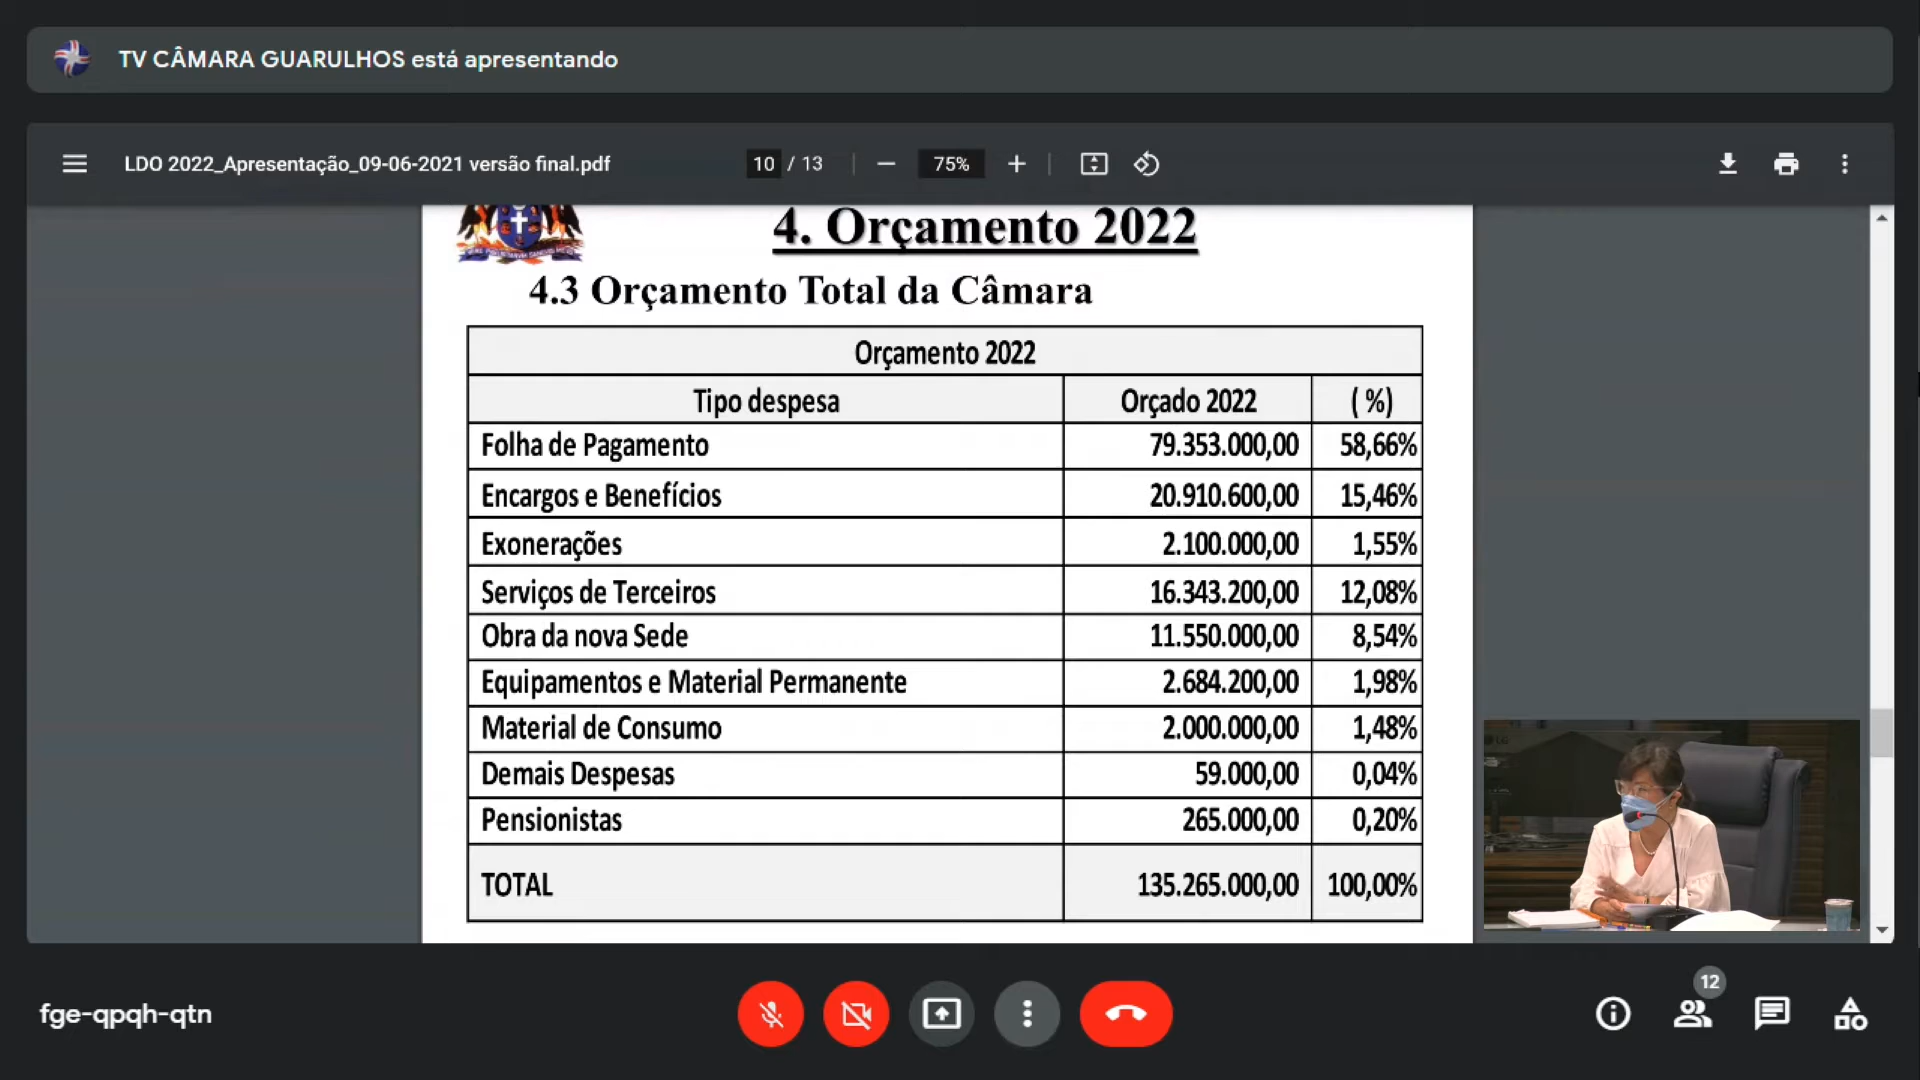 TV CÂMARA GUARULHOS está apresentando
LDO 2022_Apresentação_09-06-2021 versão final.pdf
10 / 13
75%
4. Orçamento 2022
4.3 Orçamento Total da Câmara
Orçamento 2022
Tipo despesa Orçado 2022 ( %)
Folha de Pagamento 79.353.000,00 58,66%
Encargos e Benefícios 20.910.600,00 15,46%
Exonerações 2.100.000,00 1,55%
Serviços de Terceiros 16.343.200,00 12,08%
Obra da nova Sede 11.550.000,00 8,54%
Equipamentos e Material Permanente 2.684.200,00 1,98%
Material de Consumo 2.000.000,00 1,48%
Demais Despesas 59.000,00 0,04%
Pensionistas 265.000,00 0,20%
TOTAL 135.265.000,00 100,00%
fge-qpqh-qtn
12